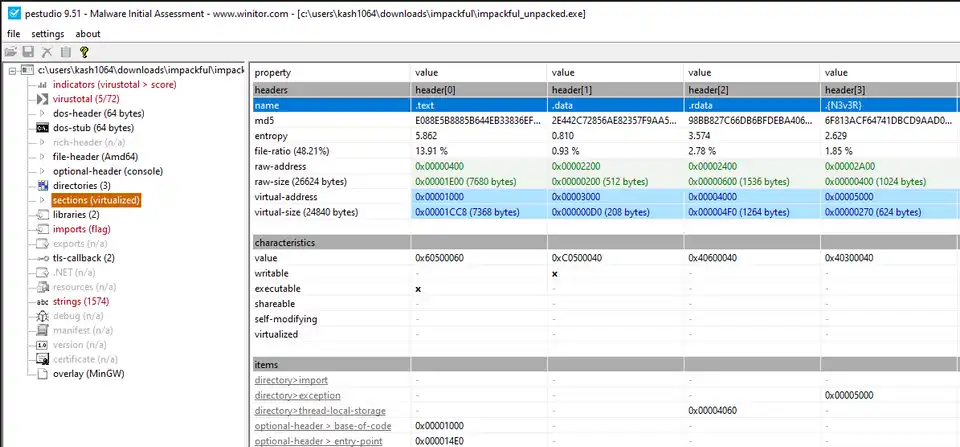 pestudio 9.51 - Malware Initial Assessment - www.winitor.com - [c:\users\kash1064\downloads\impackful\impackful_unpacked.exe]
file settings about
c:\users\kash1064\downloads\impackful\impack
indicators (virustotal > score)
virustotal (5/72)
dos-header (64 bytes)
dos-stub (64 bytes)
rich-header (n/a)
file-header (Amd64)
optional-header (console)
directories (3)
sections (virtualized)
libraries (2)
imports (flag)
exports (n/a)
tls-callback (2)
.NET (n/a)
resources (n/a)
abc strings (1574)
debug (n/a)
manifest (n/a)
1.0 version (n/a)
certificate (n/a)
overlay (MinGW)
property value value value value
headers header[0] header[1] header[2] header[3]
name .text .data .rdata .{N3v3R}
md5 E088E5B8885B644EB33836EF... 2E442C72856AE82357F9AA5... 98BB827C66DB6BFDEBA406... 6F813ACF64741DBCD9AAD0...
entropy 5.862 0.810 3.574 2.629
file-ratio (48.21%) 13.91 % 0.93 % 2.78 % 1.85 %
raw-address 0x00000400 0x00002200 0x00002400 0x00002A00
raw-size (26624 bytes) 0x00001E00 (7680 bytes) 0x00000200 (512 bytes) 0x00000600 (1536 bytes) 0x00000400 (1024 bytes)
virtual-address 0x00001000 0x00003000 0x00004000 0x00005000
virtual-size (24840 bytes) 0x00001CC8 (7368 bytes) 0x000000D0 (208 bytes) 0x000004F0 (1264 bytes) 0x00000270 (624 bytes)
characteristics
value 0x60500060 0xC0500040 0x40600040 0x40300040
writable - x - -
executable x - - -
shareable - - - -
self-modifying - - - -
virtualized - - - -
items
directory>import - - - -
directory>exception - - - 0x00005000
directory>thread-local-storage - - 0x00004060 -
optional-header > base-of-code 0x00001000 - - -
optional-header > entry-point 0x000014E0 - - -